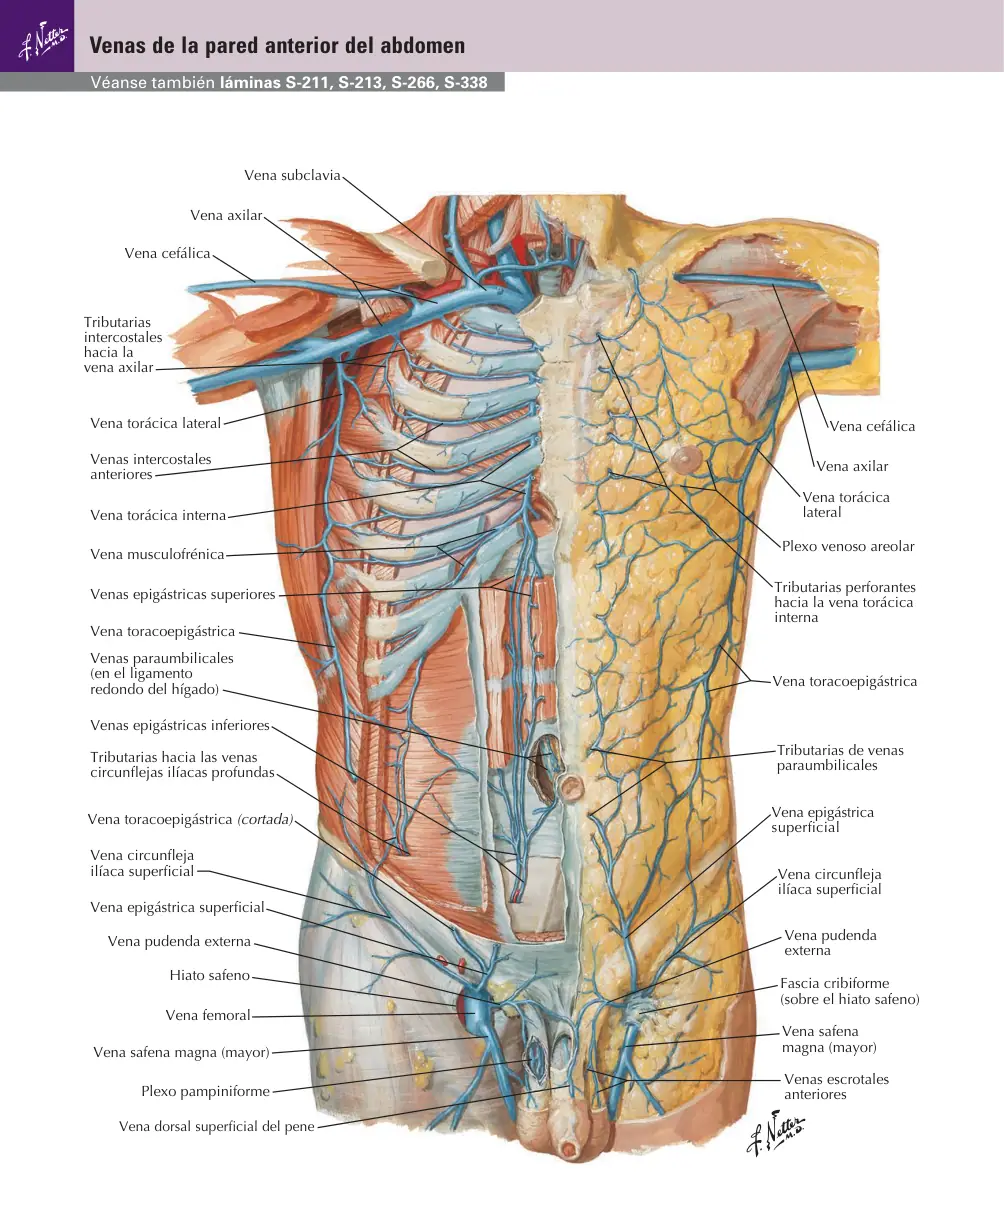 F. Netter M.D.
Venas de la pared anterior del abdomen
Véanse también láminas S-211, S-213, S-266, S-338
Vena subclavia
Vena axilar
Vena cefálica
Tributarias
intercostales
hacia la
vena axilar
Vena torácica lateral
Venas intercostales
anteriores
Vena torácica interna
Vena musculofrénica
Venas epigástricas superiores
Vena toracoepigástrica
Venas paraumbilicales
(en el ligamento
redondo del hígado)
Venas epigástricas inferiores
Tributarias hacia las venas
circunflejas ilíacas profundas
Vena toracoepigástrica (cortada)
Vena circunfleja
ilíaca superficial
Vena epigástrica superficial
Vena pudenda externa
Hiato safeno
Vena femoral
Vena safena magna (mayor)
Plexo pampiniforme
Vena dorsal superficial del pene
Vena cefálica
Vena axilar
Vena torácica
lateral
Plexo venoso areolar
Tributarias perforantes
hacia la vena torácica
interna
Vena toracoepigástrica
Tributarias de venas
paraumbilicales
Vena epigástrica
superficial
Vena circunfleja
ilíaca superficial
Vena pudenda
externa
Fascia cribiforme
(sobre el hiato safeno)
Vena safena
magna (mayor)
Venas escrotales
anteriores
F. Netter
M.D.